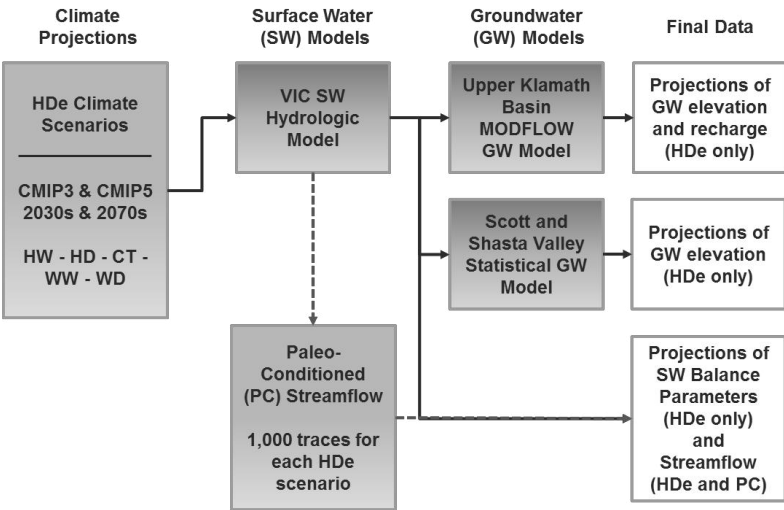 Climate
Projections
Surface Water
(SW) Models
Groundwater
(GW) Models
Final Data
HDe Climate
Scenarios
CMIP3 & CMIP5
2030s & 2070s
HW - HD - CT -
WW - WD
VIC SW
Hydrologic
Model
Upper Klamath
Basin
MODFLOW
GW Model
Projections of
GW elevation
and recharge
(HDe only)
Scott and
Shasta Valley
Statistical GW
Model
Projections of
GW elevation
(HDe only)
Paleo-
Conditioned
(PC) Streamflow
1,000 traces for
each HDe
scenario
Projections of
SW Balance
Parameters
(HDe only)
and
Streamflow
(HDe and PC)